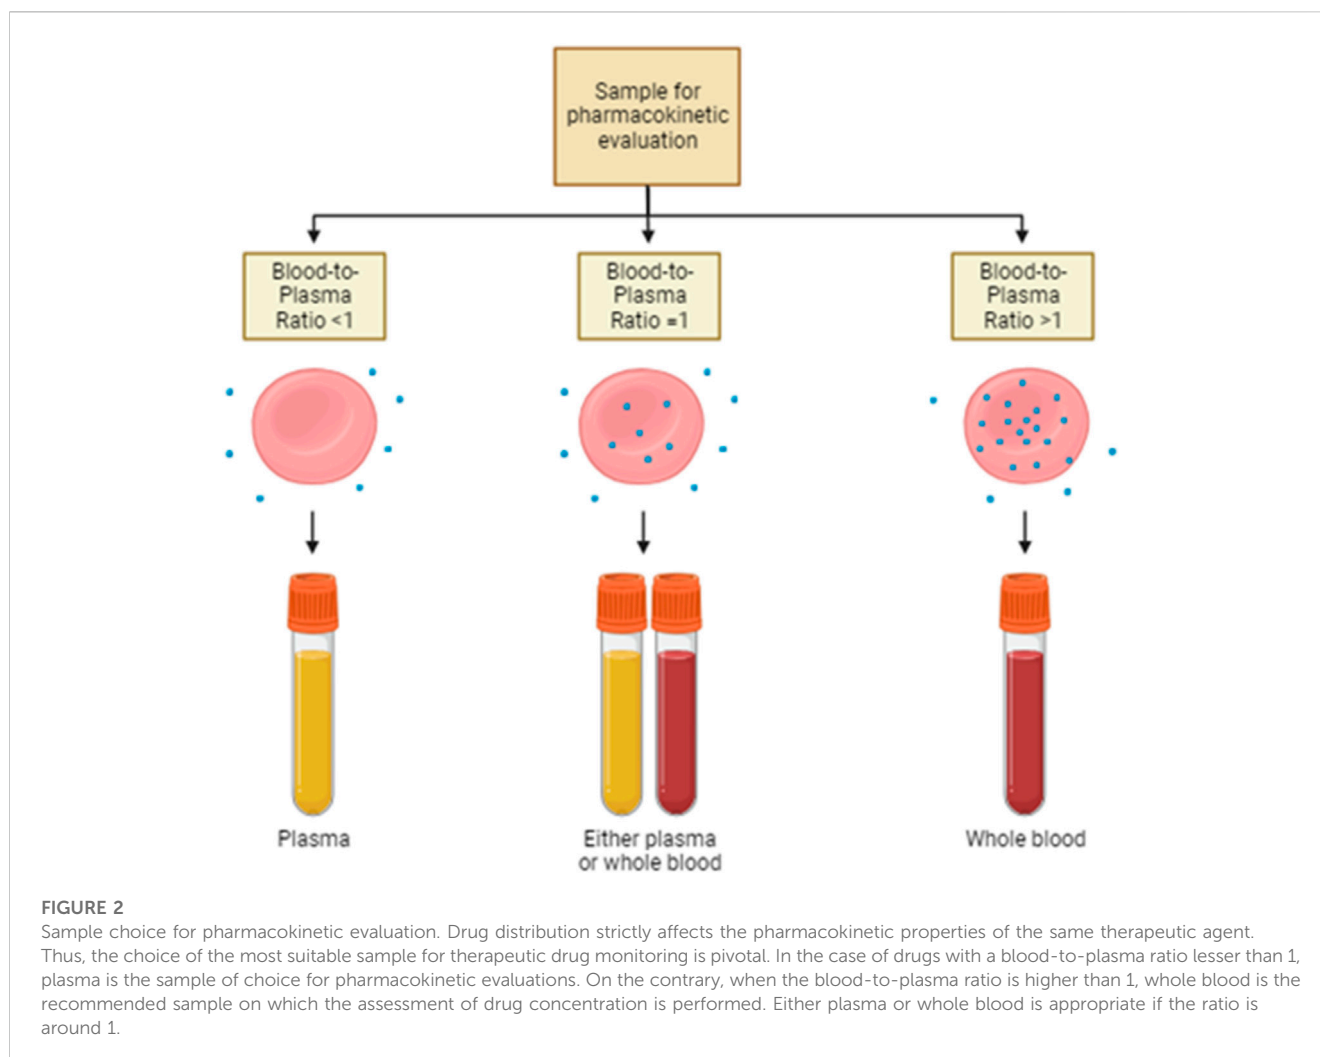 Sample for
pharmacokinetic
evaluation
Blood-to-
Plasma
Ratio <1
Blood-to-
Plasma
Ratio =1
Blood-to-
Plasma
Ratio >1
Plasma
Either plasma
or whole blood
Whole blood
FIGURE 2
Sample choice for pharmacokinetic evaluation. Drug distribution strictly affects the pharmacokinetic properties of the same therapeutic agent.
Thus, the choice of the most suitable sample for therapeutic drug monitoring is pivotal. In the case of drugs with a blood-to-plasma ratio lesser than 1,
plasma is the sample of choice for pharmacokinetic evaluations. On the contrary, when the blood-to-plasma ratio is higher than 1, whole blood is the
recommended sample on which the assessment of drug concentration is performed. Either plasma or whole blood is appropriate if the ratio is
around 1.